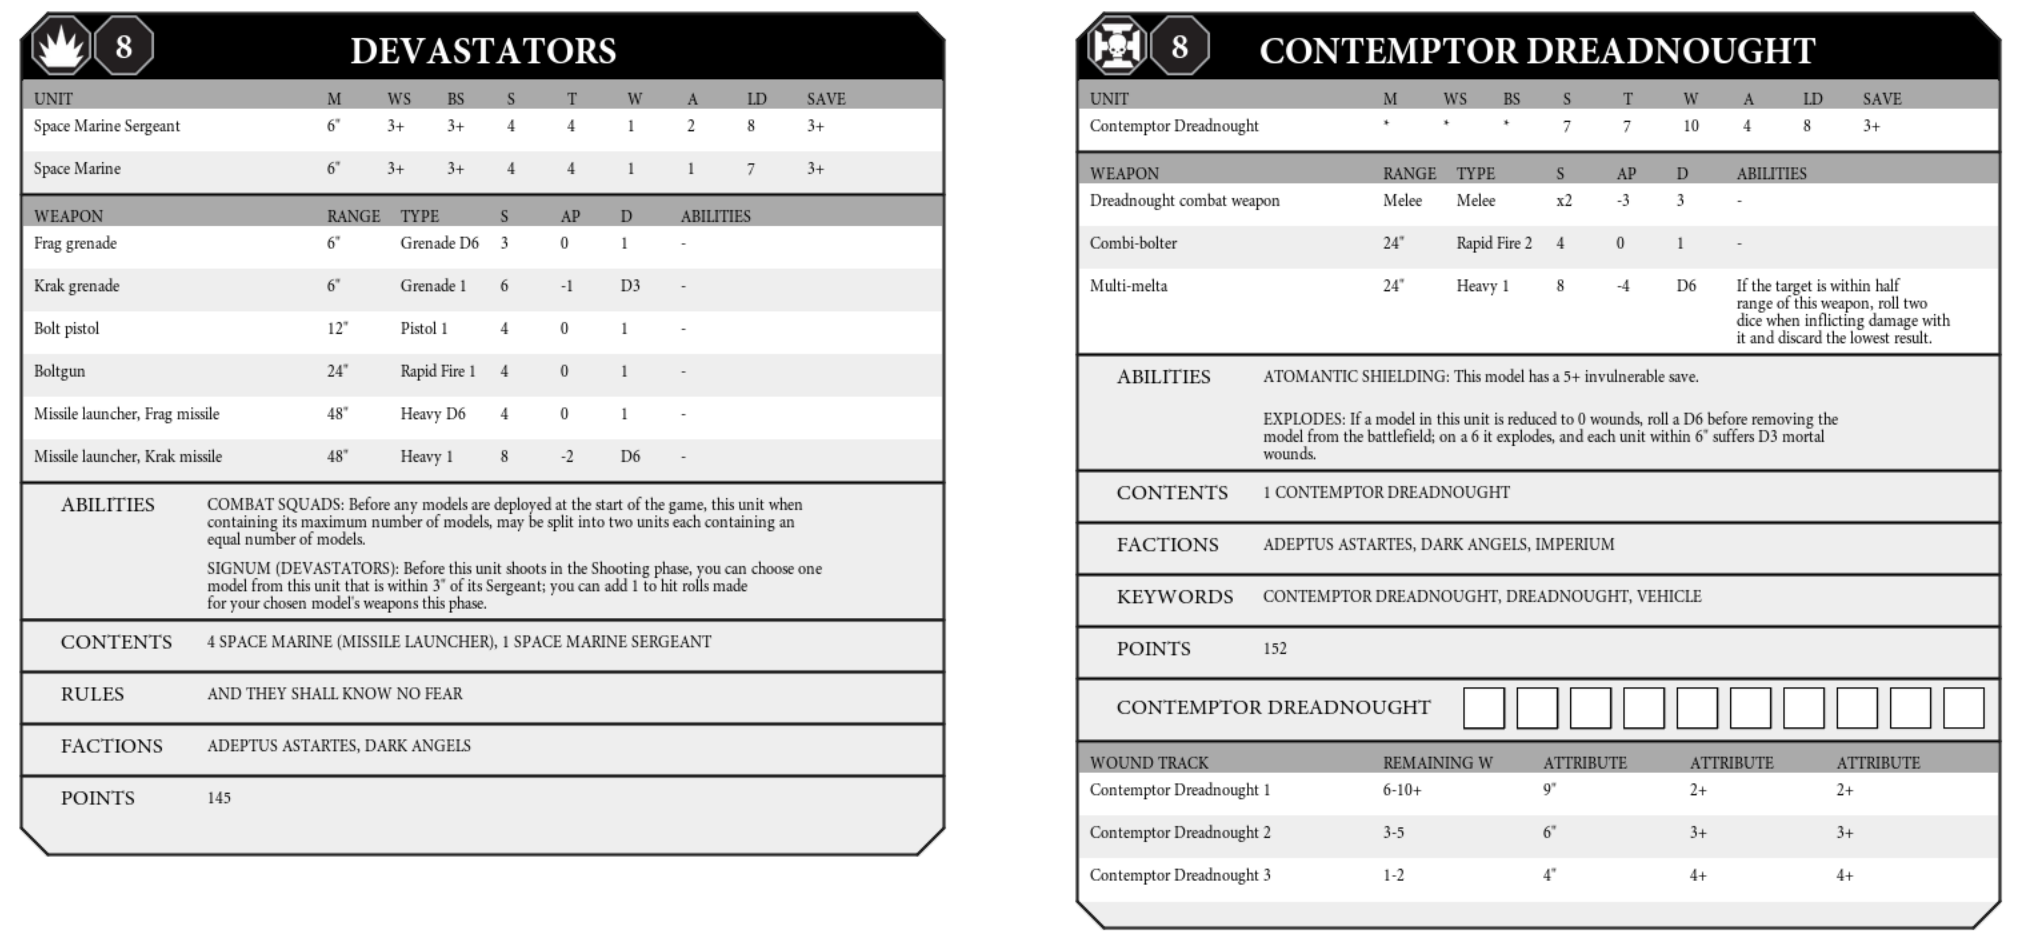 8 DEVASTATORS
UNIT M WS BS S T W A LD SAVE
Space Marine Sergeant 6" 3+ 3+ 4 4 1 2 8 3+
Space Marine 6" 3+ 3+ 4 4 1 1 7 3+
WEAPON RANGE TYPE S AP D ABILITIES
Frag grenade 6" Grenade D6 3 0 1 -
Krak grenade 6" Grenade 1 6 -1 D3 -
Bolt pistol 12" Pistol 1 4 0 1 -
Boltgun 24" Rapid Fire 1 4 0 1 -
Missile launcher, Frag missile 48" Heavy D6 4 0 1 -
Missile launcher, Krak missile 48" Heavy 1 8 -2 D6 -
ABILITIES COMBAT SQUADS: Before any models are deployed at the start of the game, this unit when
containing its maximum number of models, may be split into two units each containing an
equal number of models.
SIGNUM (DEVASTATORS): Before this unit shoots in the Shooting phase, you can choose one
model from this unit that is within 3" of its Sergeant; you can add 1 to hit rolls made
for your chosen model's weapons this phase.
CONTENTS 4 SPACE MARINE (MISSILE LAUNCHER), 1 SPACE MARINE SERGEANT
RULES AND THEY SHALL KNOW NO FEAR
FACTIONS ADEPTUS ASTARTES, DARK ANGELS
POINTS 145
8 CONTEMPTOR DREADNOUGHT
UNIT M WS BS S T W A LD SAVE
Contemptor Dreadnought * * * 7 7 10 4 8 3+
WEAPON RANGE TYPE S AP D ABILITIES
Dreadnought combat weapon Melee Melee x2 -3 3 -
Combi-bolter 24" Rapid Fire 2 4 0 1 -
Multi-melta 24" Heavy 1 8 -4 D6 If the target is within half
range of this weapon, roll two
dice when inflicting damage with
it and discard the lowest result.
ABILITIES ATOMANTIC SHIELDING: This model has a 5+ invulnerable save.
EXPLODES: If a model in this unit is reduced to 0 wounds, roll a D6 before removing the
model from the battlefield; on a 6 it explodes, and each unit within 6" suffers D3 mortal
wounds.
CONTENTS 1 CONTEMPTOR DREADNOUGHT
FACTIONS ADEPTUS ASTARTES, DARK ANGELS, IMPERIUM
KEYWORDS CONTEMPTOR DREADNOUGHT, DREADNOUGHT, VEHICLE
POINTS 152
CONTEMPTOR DREADNOUGHT
WOUND TRACK REMAINING W ATTRIBUTE ATTRIBUTE ATTRIBUTE
Contemptor Dreadnought 1 6-10+ 9" 2+ 2+
Contemptor Dreadnought 2 3-5 6" 3+ 3+
Contemptor Dreadnought 3 1-2 4" 4+ 4+